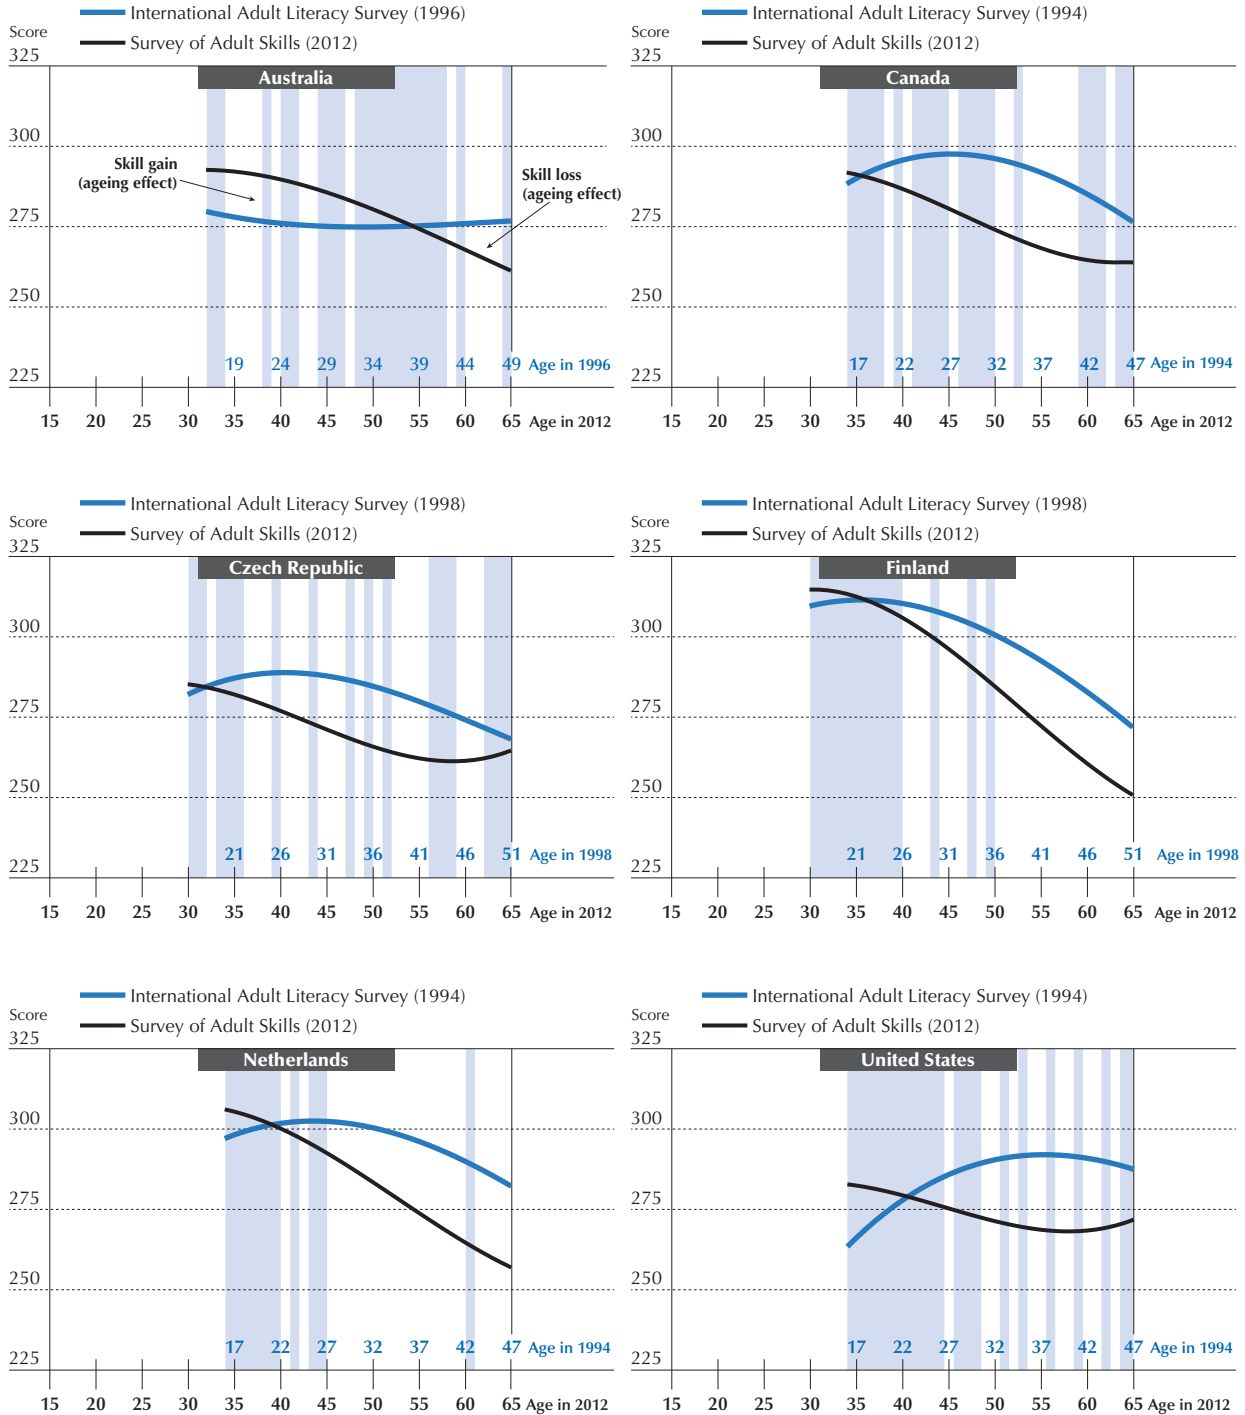 International Adult Literacy Survey (1996)
Survey of Adult Skills (2012)
Score
325
Australia
300
Skill gain
(ageing effect)
Skill loss
(ageing effect)
275
250
19 24 29 34 39 44 49 Age in 1996
225
15 20 25 30 35 40 45 50 55 60 65 Age in 2012
International Adult Literacy Survey (1994)
Survey of Adult Skills (2012)
Score
325
Canada
300
275
250
17 22 27 32 37 42 47 Age in 1994
225
15 20 25 30 35 40 45 50 55 60 65 Age in 2012
International Adult Literacy Survey (1998)
Survey of Adult Skills (2012)
Score
325
Czech Republic
300
275
250
21 26 31 36 41 46 51 Age in 1998
225
15 20 25 30 35 40 45 50 55 60 65 Age in 2012
International Adult Literacy Survey (1998)
Survey of Adult Skills (2012)
Score
325
Finland
300
275
250
21 26 31 36 41 46 51 Age in 1998
225
15 20 25 30 35 40 45 50 55 60 65 Age in 2012
International Adult Literacy Survey (1994)
Survey of Adult Skills (2012)
Score
325
Netherlands
300
275
250
17 22 27 32 37 42 47 Age in 1994
225
15 20 25 30 35 40 45 50 55 60 65 Age in 2012
International Adult Literacy Survey (1994)
Survey of Adult Skills (2012)
Score
325
United States
300
275
250
17 22 27 32 37 42 47 Age in 1994
225
15 20 25 30 35 40 45 50 55 60 65 Age in 2012